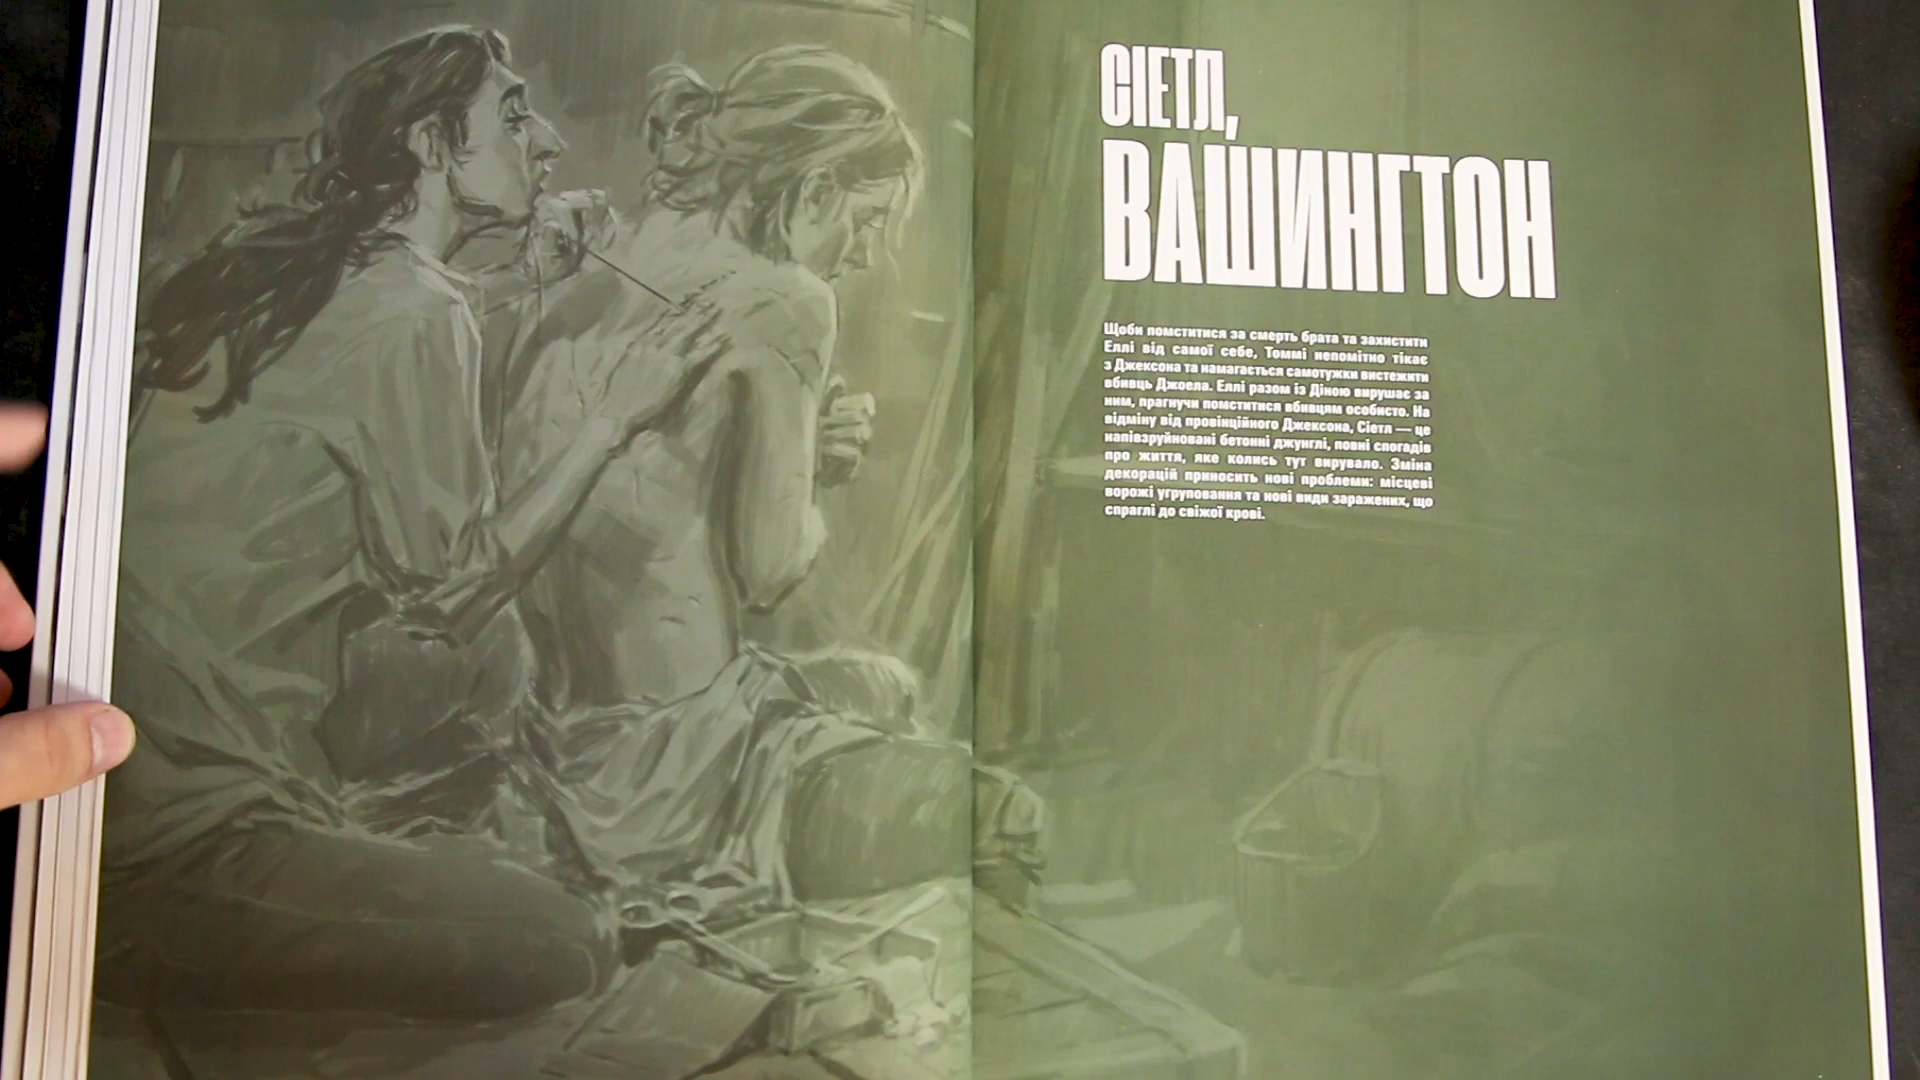 СІЕТЛ,
ВАШИНГТОН
Щоби помститися за смерть брата та захистити
Еллі від самої себе, Томмі непомітно тікає
з Джексона та намагається самотужки вистежити
вбивць Джоела. Еллі разом із Діною вирушає за
ним, прагнучи помститися вбивцям особисто. На
відміну від провінційного Джексона, Сіетл — це
напівзруйновані бетонні джунглі, повні спогадів
про життя, яке колись тут вирувало. Зміна
декорацій приносить нові проблеми: місцеві
ворожі угруповання та нові види заражених, що
спраглі до свіжої крові.